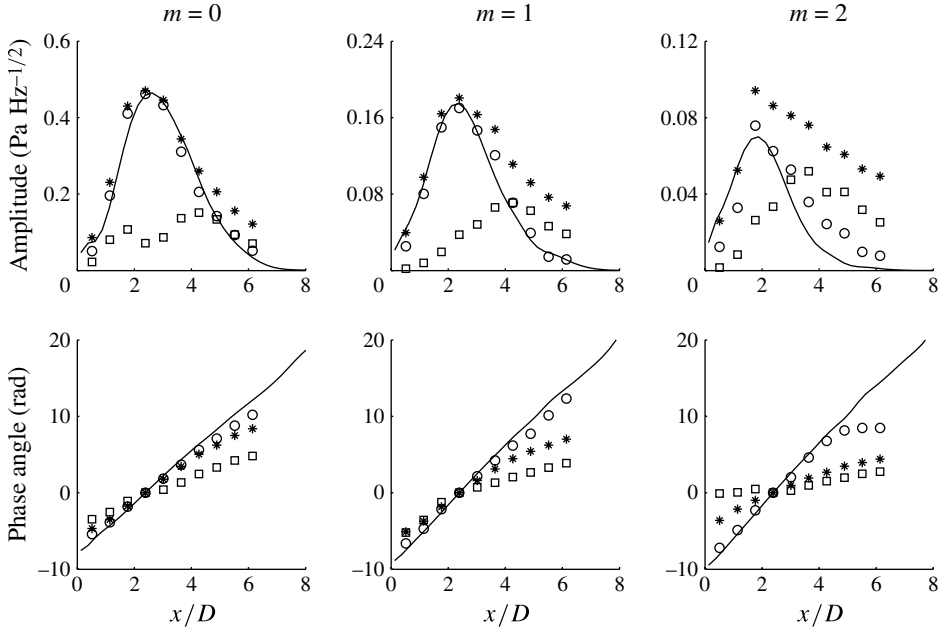 m = 0 m = 1 m = 2
Amplitude (Pa Hz−1/2)
0.6 0.24 0.12
0.4 0.16 0.08
0.2 0.08 0.04
0 0 2 4 6 8 0 0 2 4 6 8 0 0 2 4 6 8
Phase angle (rad)
20 20 20
10 10 10
0 0 0
−10 −10 −10
0 2 4 6 8 0 2 4 6 8 0 2 4 6 8
x/D x/D x/D